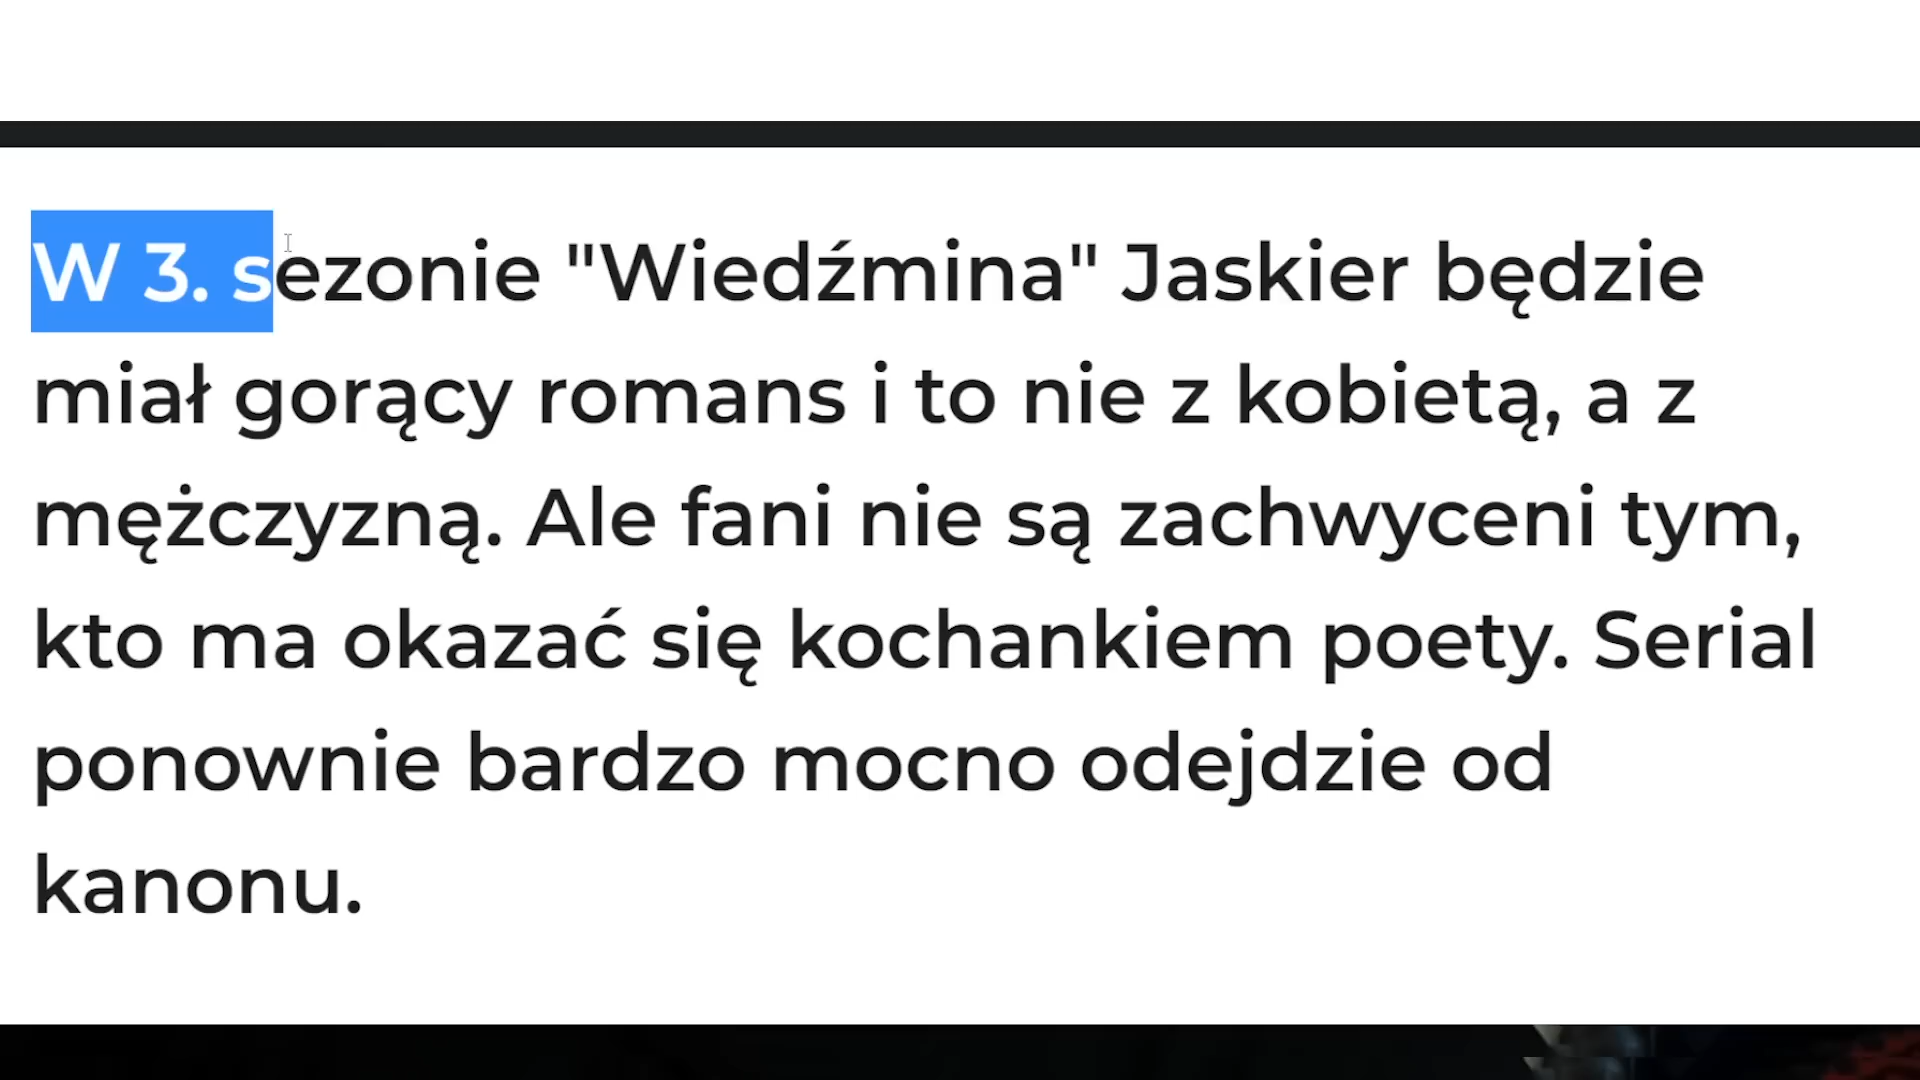 W 3. sezonie "Wiedźmina" Jaskier będzie
miał gorący romans i to nie z kobietą, a z
mężczyzną. Ale fani nie są zachwyceni tym,
kto ma okazać się kochankiem poety. Serial
ponownie bardzo mocno odejdzie od
kanonu.